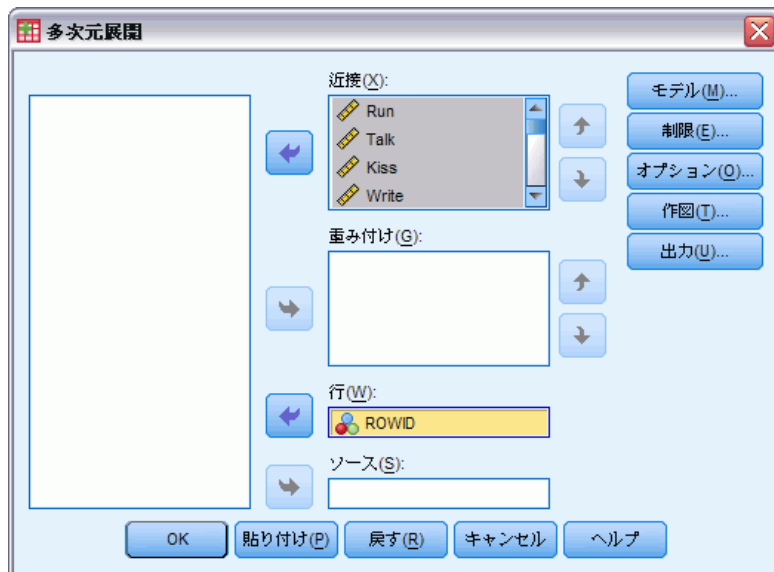 多次元展開
近接(X):
Run
Talk
Kiss
Write
重み付け(G):
行(W):
ROWID
ソース(S):
モデル(M)...
制限(E)...
オプション(O)...
作図(T)...
出力(U)...
OK
貼り付け(P)
戻す(R)
キャンセル
ヘルプ